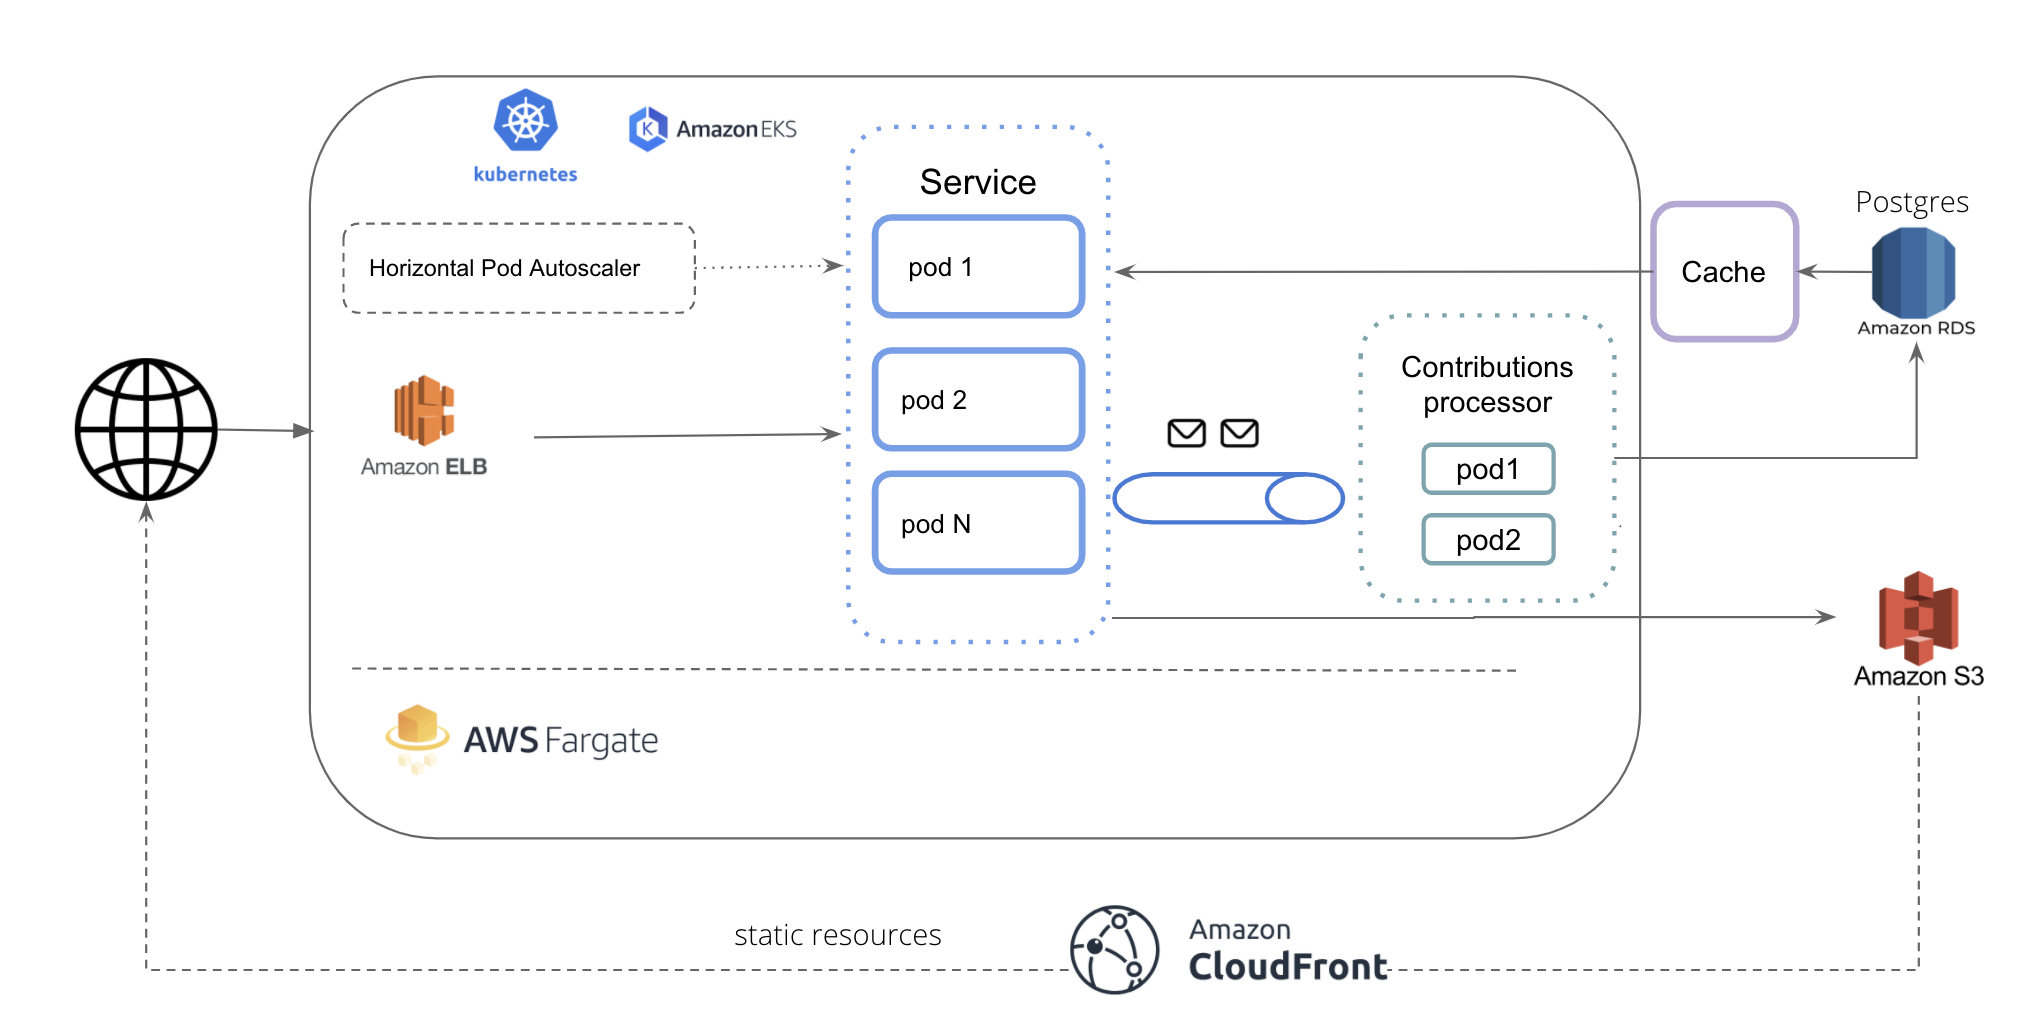 kubernetes
Amazon EKS
Service
Horizontal Pod Autoscaler
pod 1
pod 2
pod N
Amazon ELB
Contributions
processor
pod1
pod2
Cache
Postgres
Amazon RDS
Amazon S3
AWS Fargate
static resources
Amazon
CloudFront